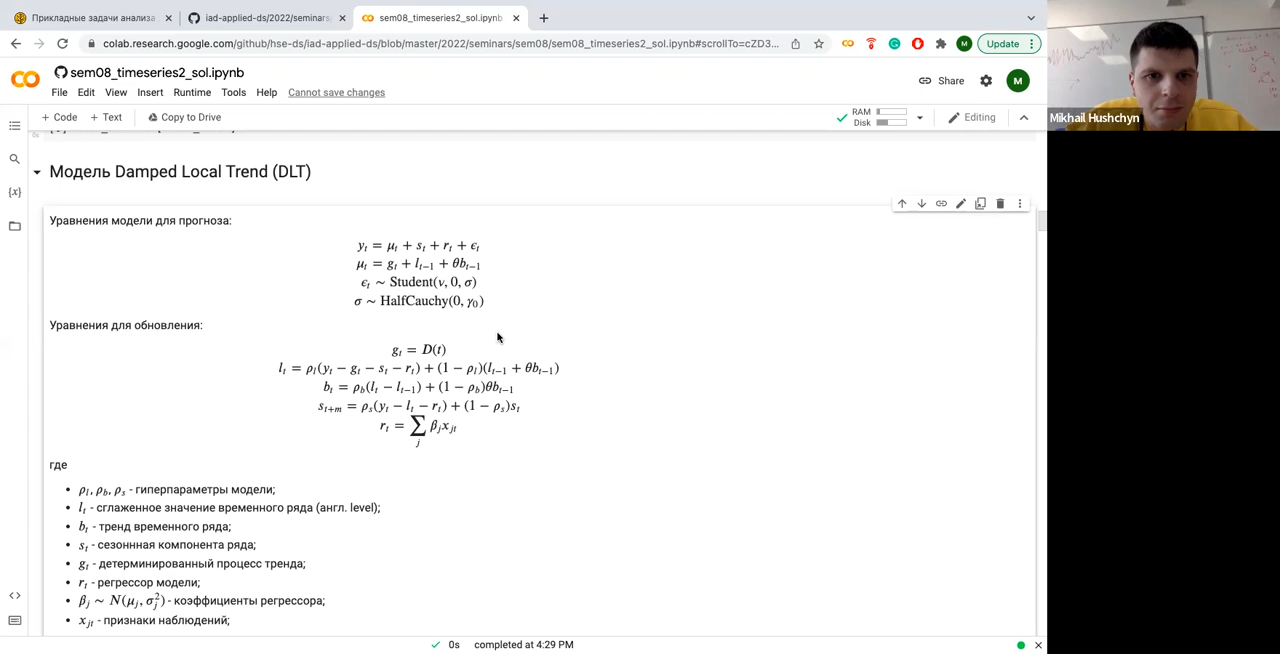 Прикладные задачи анализа
iad-applied-ds/2022/seminars
sem08_timeseries2_sol.ipynb
colab.research.google.com/github/hse-ds/iad-applied-ds/blob/master/2022/seminars/sem08/sem08_timeseries2_sol.ipynb#scrollTo=cZD3...
M
Update
sem08_timeseries2_sol.ipynb
Share
M
File Edit View Insert Runtime Tools Help Cannot save changes
+ Code + Text Copy to Drive
RAM
Disk
Editing
0s
Модель Damped Local Trend (DLT)
Уравнения модели для прогноза:
y_t = μ_t + s_t + r_t + ϵ_t
μ_t = g_t + l_{t−1} + θb_{t−1}
ϵ_t ∼ Student(ν, 0, σ)
σ ∼ HalfCauchy(0, γ_0)
Уравнения для обновления:
g_t = D(t)
l_t = ρ_l(y_t − g_t − s_t − r_t) + (1 − ρ_l)(l_{t−1} + θb_{t−1})
b_t = ρ_b(l_t − l_{t−1}) + (1 − ρ_b)θb_{t−1}
s_{t+m} = ρ_s(y_t − l_t − r_t) + (1 − ρ_s)s_t
r_t = ∑_j β_j x_{jt}
где
• ρ_l, ρ_b, ρ_s - гиперпараметры модели;
• l_t - сглаженное значение временного ряда (англ. level);
• b_t - тренд временного ряда;
• s_t - сезоннная компонента ряда;
• g_t - детерминированный процесс тренда;
• r_t - регрессор модели;
• β_j ∼ N(μ_j, σ_j^2) - коэффициенты регрессора;
• x_{jt} - признаки наблюдений;
0s completed at 4:29 PM
Mikhail Hushchyn